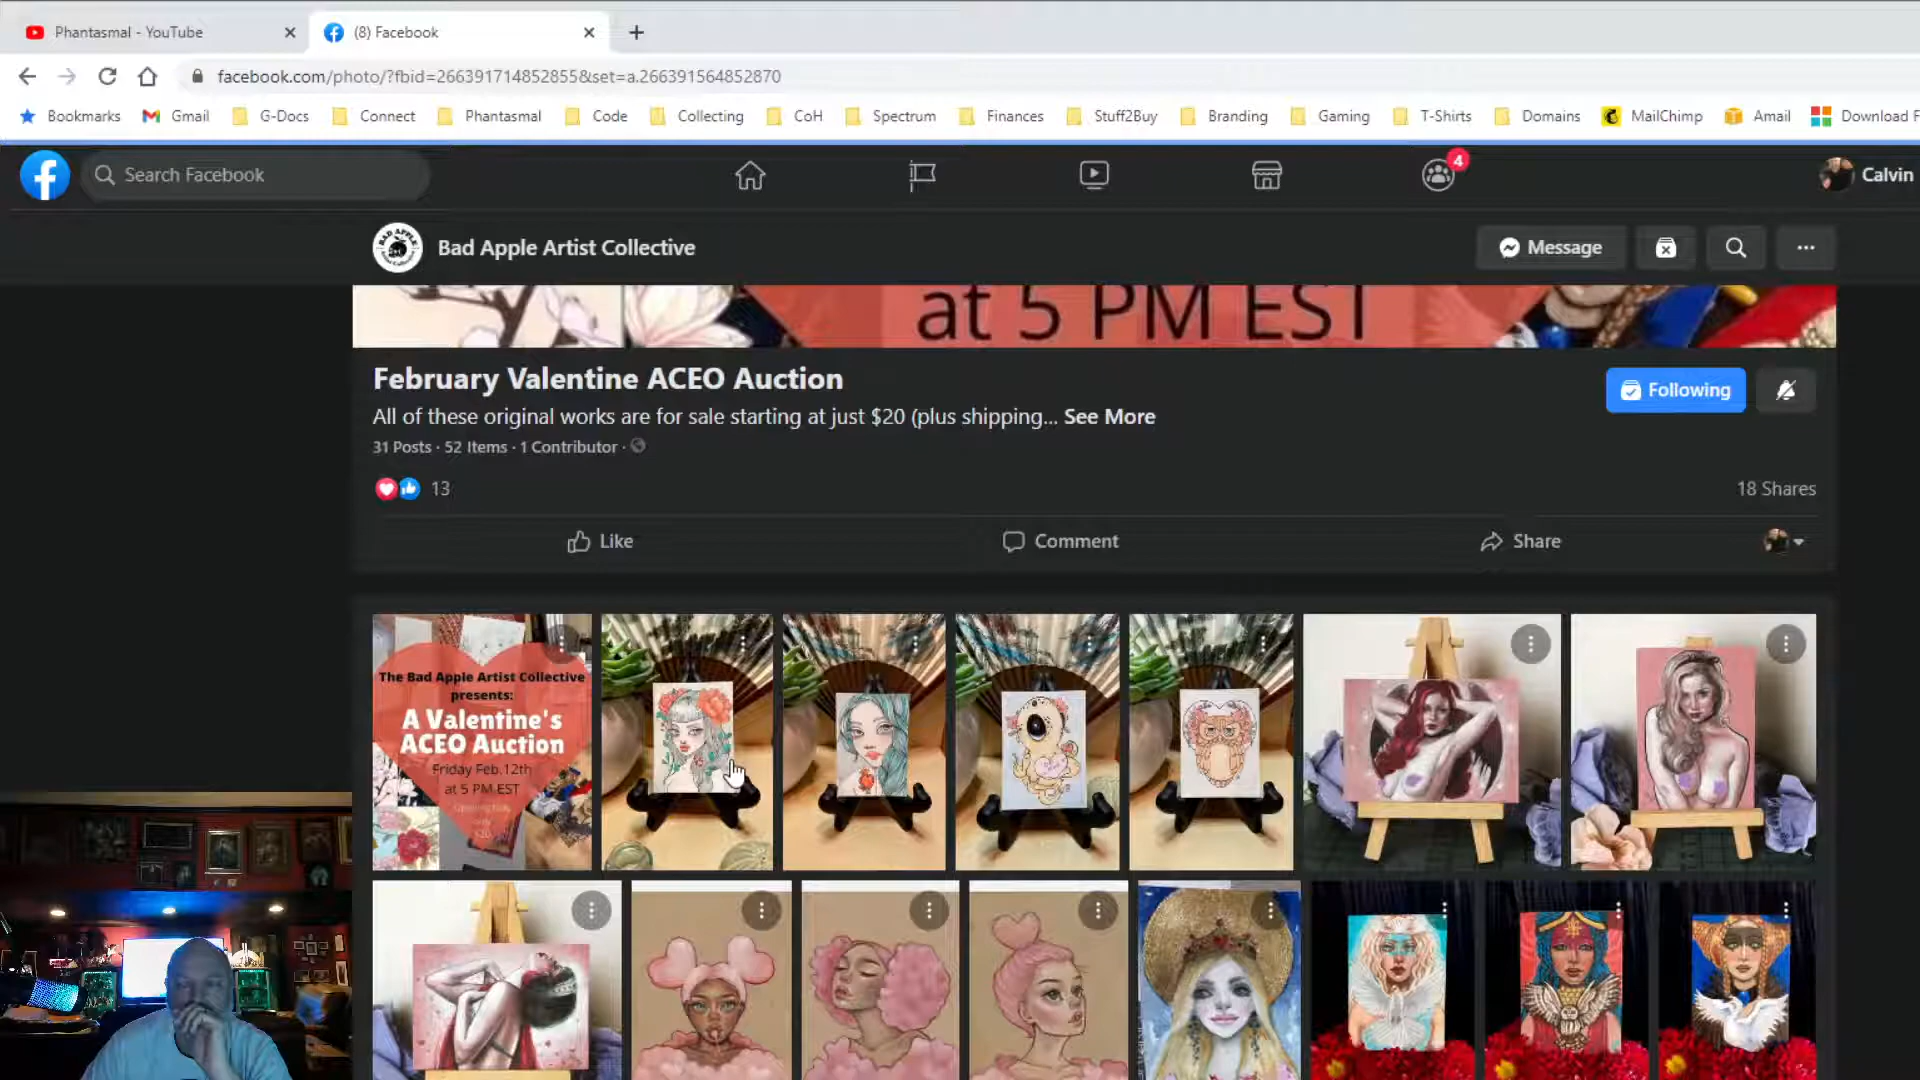 Phantasmal - YouTube
(8) Facebook
facebook.com/photo/?fbid=266391714852855&set=a.266391564852870
Bookmarks Gmail G-Docs Connect Phantasmal Code Collecting CoH Spectrum Finances Stuff2Buy Branding Gaming T-Shirts Domains MailChimp Amail Download F
Search Facebook
4
Calvin
BAD APPLE
Bad Apple Artist Collective
Message
at 5 PM EST
February Valentine ACEO Auction
Following
All of these original works are for sale starting at just $20 (plus shipping... See More
31 Posts · 52 Items · 1 Contributor ·
13
18 Shares
Like
Comment
Share
The Bad Apple Artist Collective
presents:
A Valentine's
ACEO Auction
Friday Feb.12th
at 5 PM EST
$20